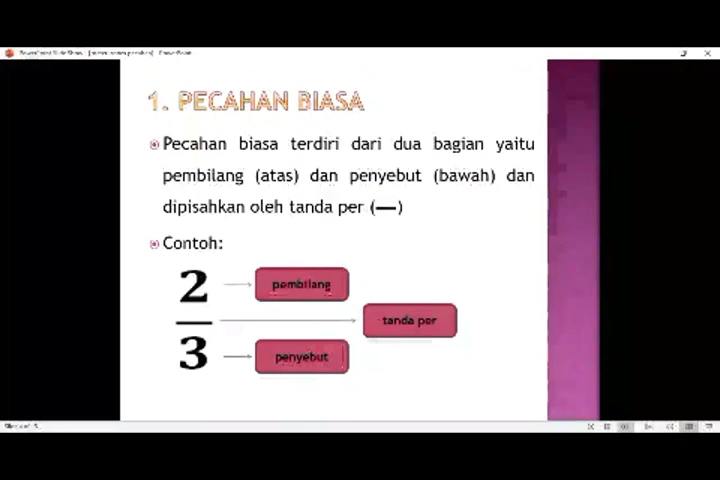 1. PECAHAN BIASA
Pecahan biasa terdiri dari dua bagian yaitu
pembilang (atas) dan penyebut (bawah) dan
dipisahkan oleh tanda per (—)
Contoh:
2
pembilang
tanda per
3
penyebut